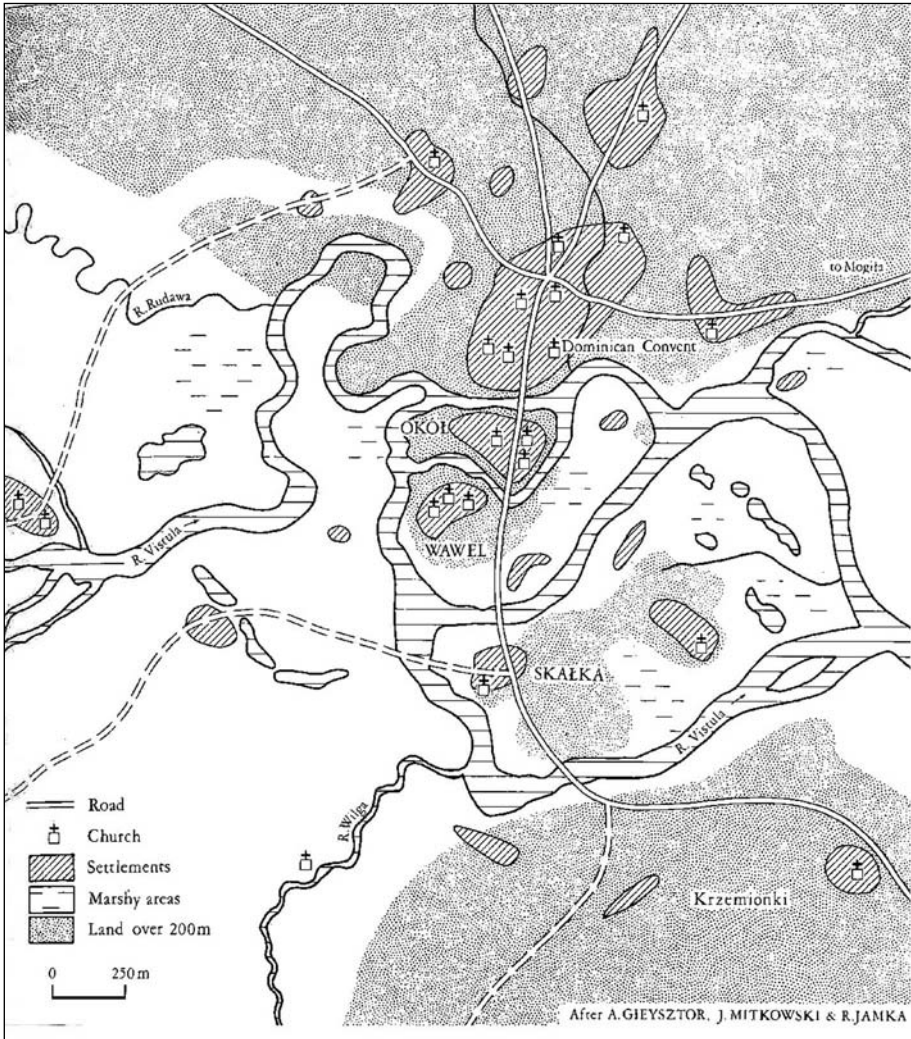 to Mogiła
R. Rudawa
Dominican Convent
OKÓŁ
R. Vistula
WAWEL
SKAŁKA
R. Vistula
R. Wilga
Krzemionki
Road
Church
Settlements
Marshy areas
Land over 200m
0 250 m
After A. GIEYSZTOR, J. MITKOWSKI & R. JAMKA